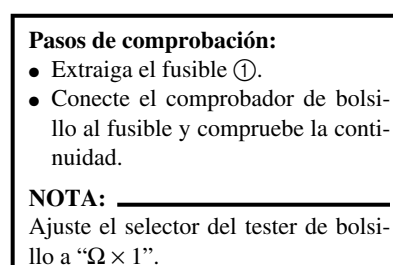 Pasos de comprobación:
● Extraiga el fusible ①.
● Conecte el comprobador de bolsi-
llo al fusible y compruebe la conti-
nuidad.
NOTA:
Ajuste el selector del tester de bolsi-
llo a “Ω × 1”.